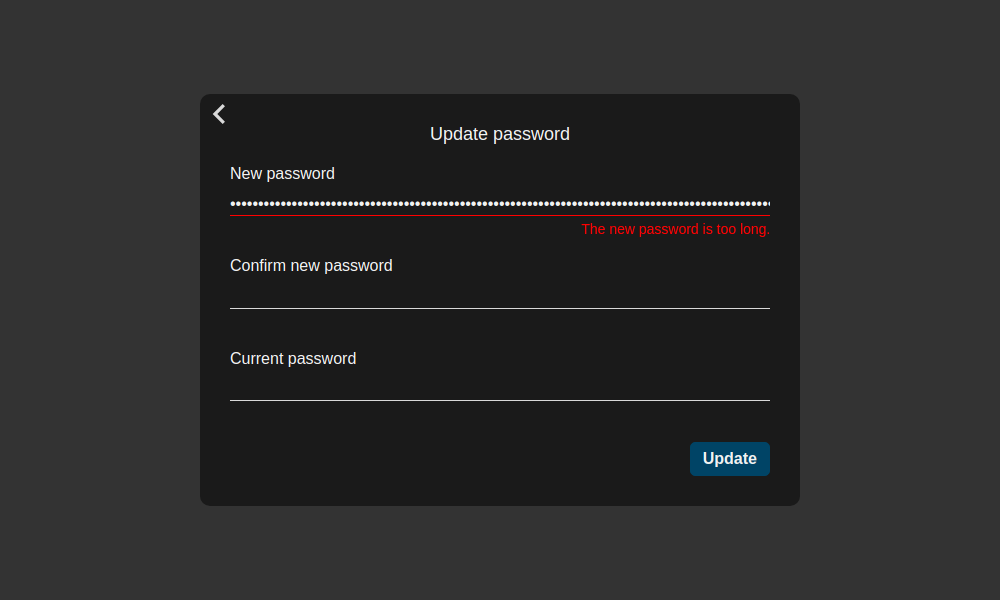 Update password
New password
The new password is too long.
Confirm new password
Current password
Update